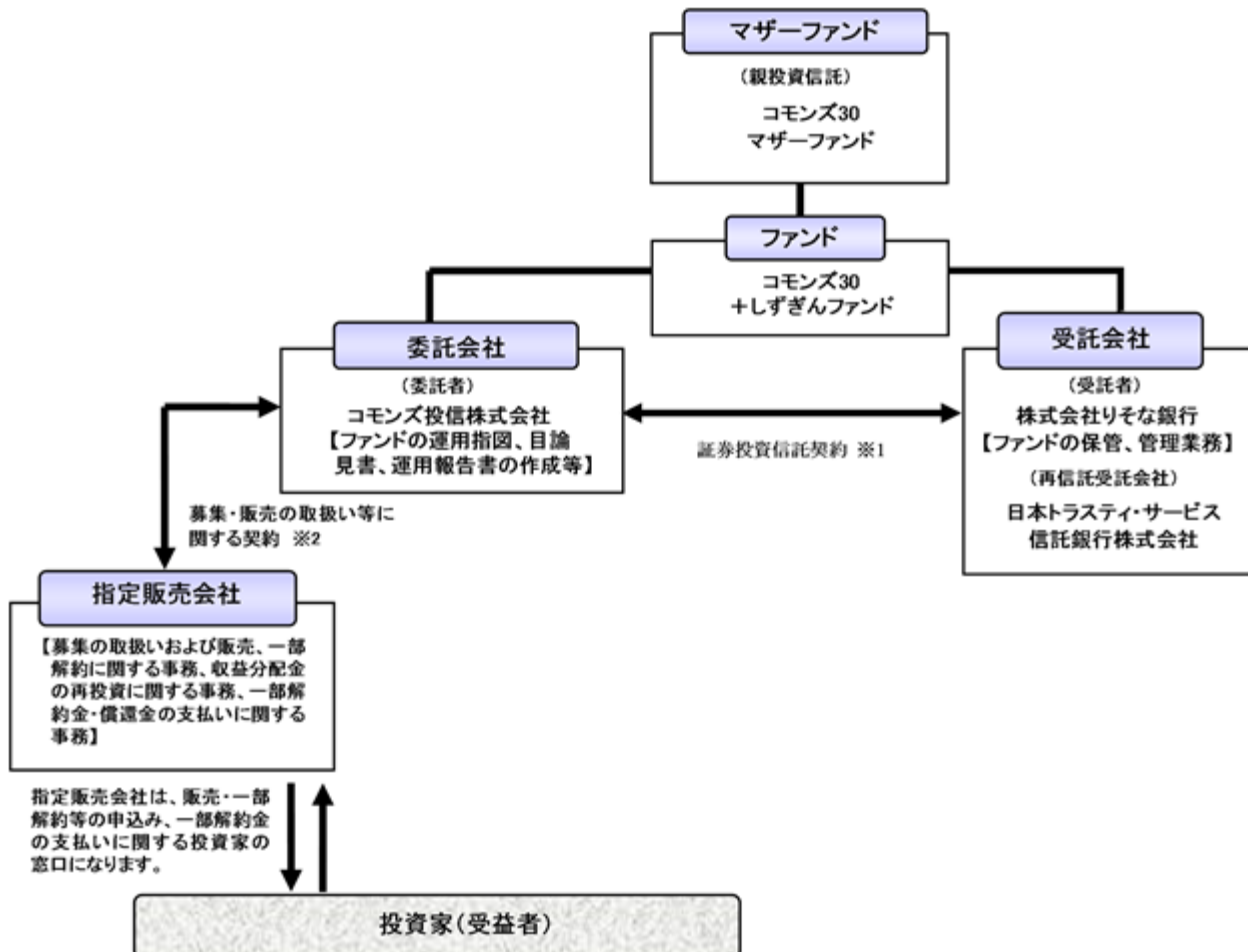 マザーファンド
（親投資信託）
コモンズ30
マザーファンド
ファンド
コモンズ30
＋しずぎんファンド
委託会社
（委託者）
コモンズ投信株式会社
【ファンドの運用指図、目論
見書、運用報告書の作成等】
証券投資信託契約 ※1
受託会社
（受託者）
株式会社りそな銀行
【ファンドの保管、管理業務】
（再信託受託会社）
日本トラスティ・サービス
信託銀行株式会社
募集・販売の取扱い等に
関する契約 ※2
指定販売会社
【募集の取扱いおよび販売、一部
解約に関する事務、収益分配金
の再投資に関する事務、一部解
約金・償還金の支払いに関する
事務】
指定販売会社は、販売・一部
解約等の申込み、一部解約金
の支払いに関する投資家の
窓口になります。
投資家（受益者）